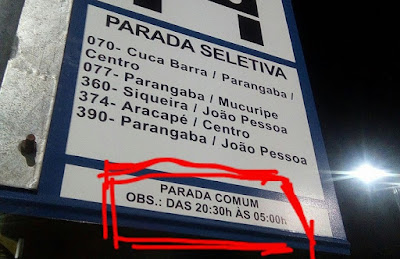 PARADA SELETIVA
070- Cuca Barra / Parangaba /
Centro
077- Parangaba / Mucuripe
360- Siqueira / João Pessoa
374- Aracapé / Centro
390- Parangaba / João Pessoa
PARADA COMUM
OBS.: DAS 20:30h ÀS 05:00h